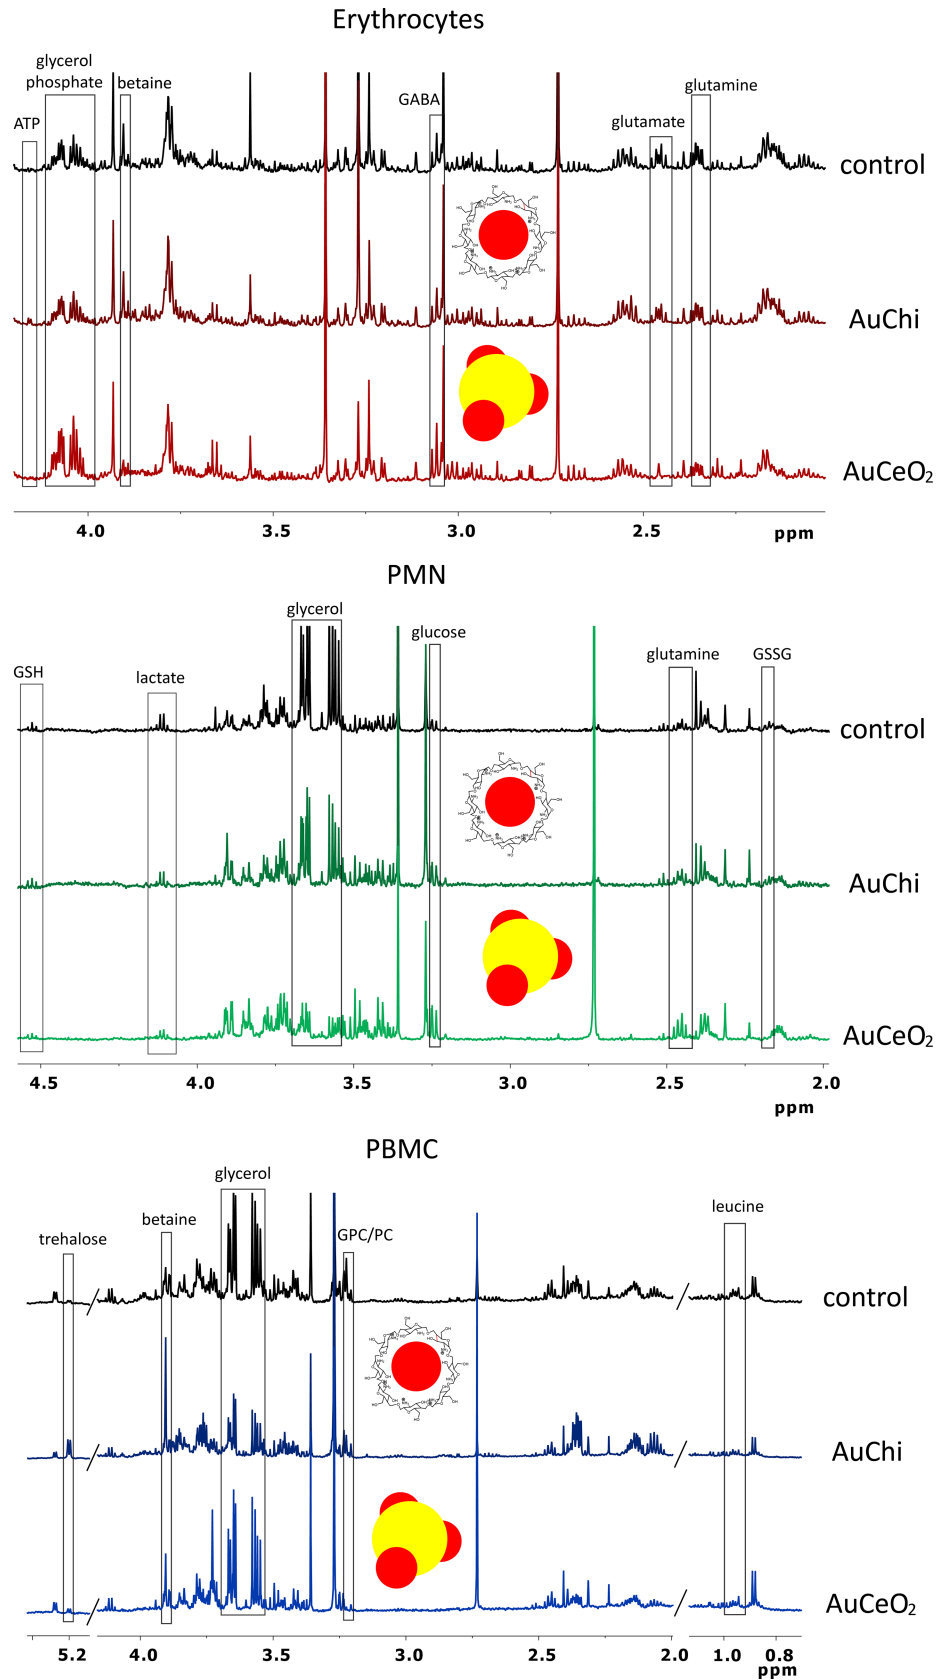 Erythrocytes
glycerol
phosphate
betaine
ATP
GABA
glutamate
glutamine
control
AuChi
AuCeO₂
4.0 3.5 3.0 2.5
ppm
PMN
glycerol
glucose
GSH
lactate
glutamine
GSSG
control
AuChi
AuCeO₂
4.5 4.0 3.5 3.0 2.5 2.0
ppm
PBMC
glycerol
trehalose
betaine
GPC/PC
leucine
control
AuChi
AuCeO₂
5.2 4.0 3.5 3.0 2.5 2.0 1.0 0.8
ppm